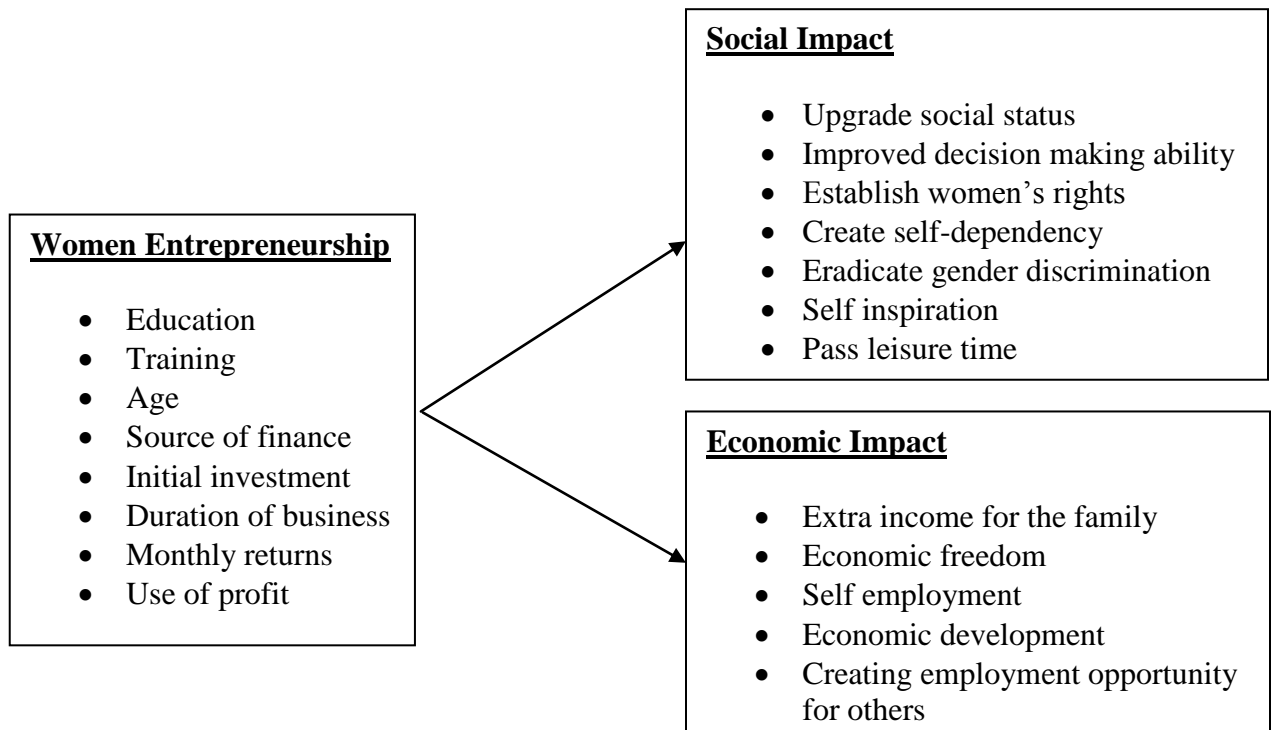 Women Entrepreneurship
• Education
• Training
• Age
• Source of finance
• Initial investment
• Duration of business
• Monthly returns
• Use of profit
Social Impact
• Upgrade social status
• Improved decision making ability
• Establish women’s rights
• Create self-dependency
• Eradicate gender discrimination
• Self inspiration
• Pass leisure time
Economic Impact
• Extra income for the family
• Economic freedom
• Self employment
• Economic development
• Creating employment opportunity
for others